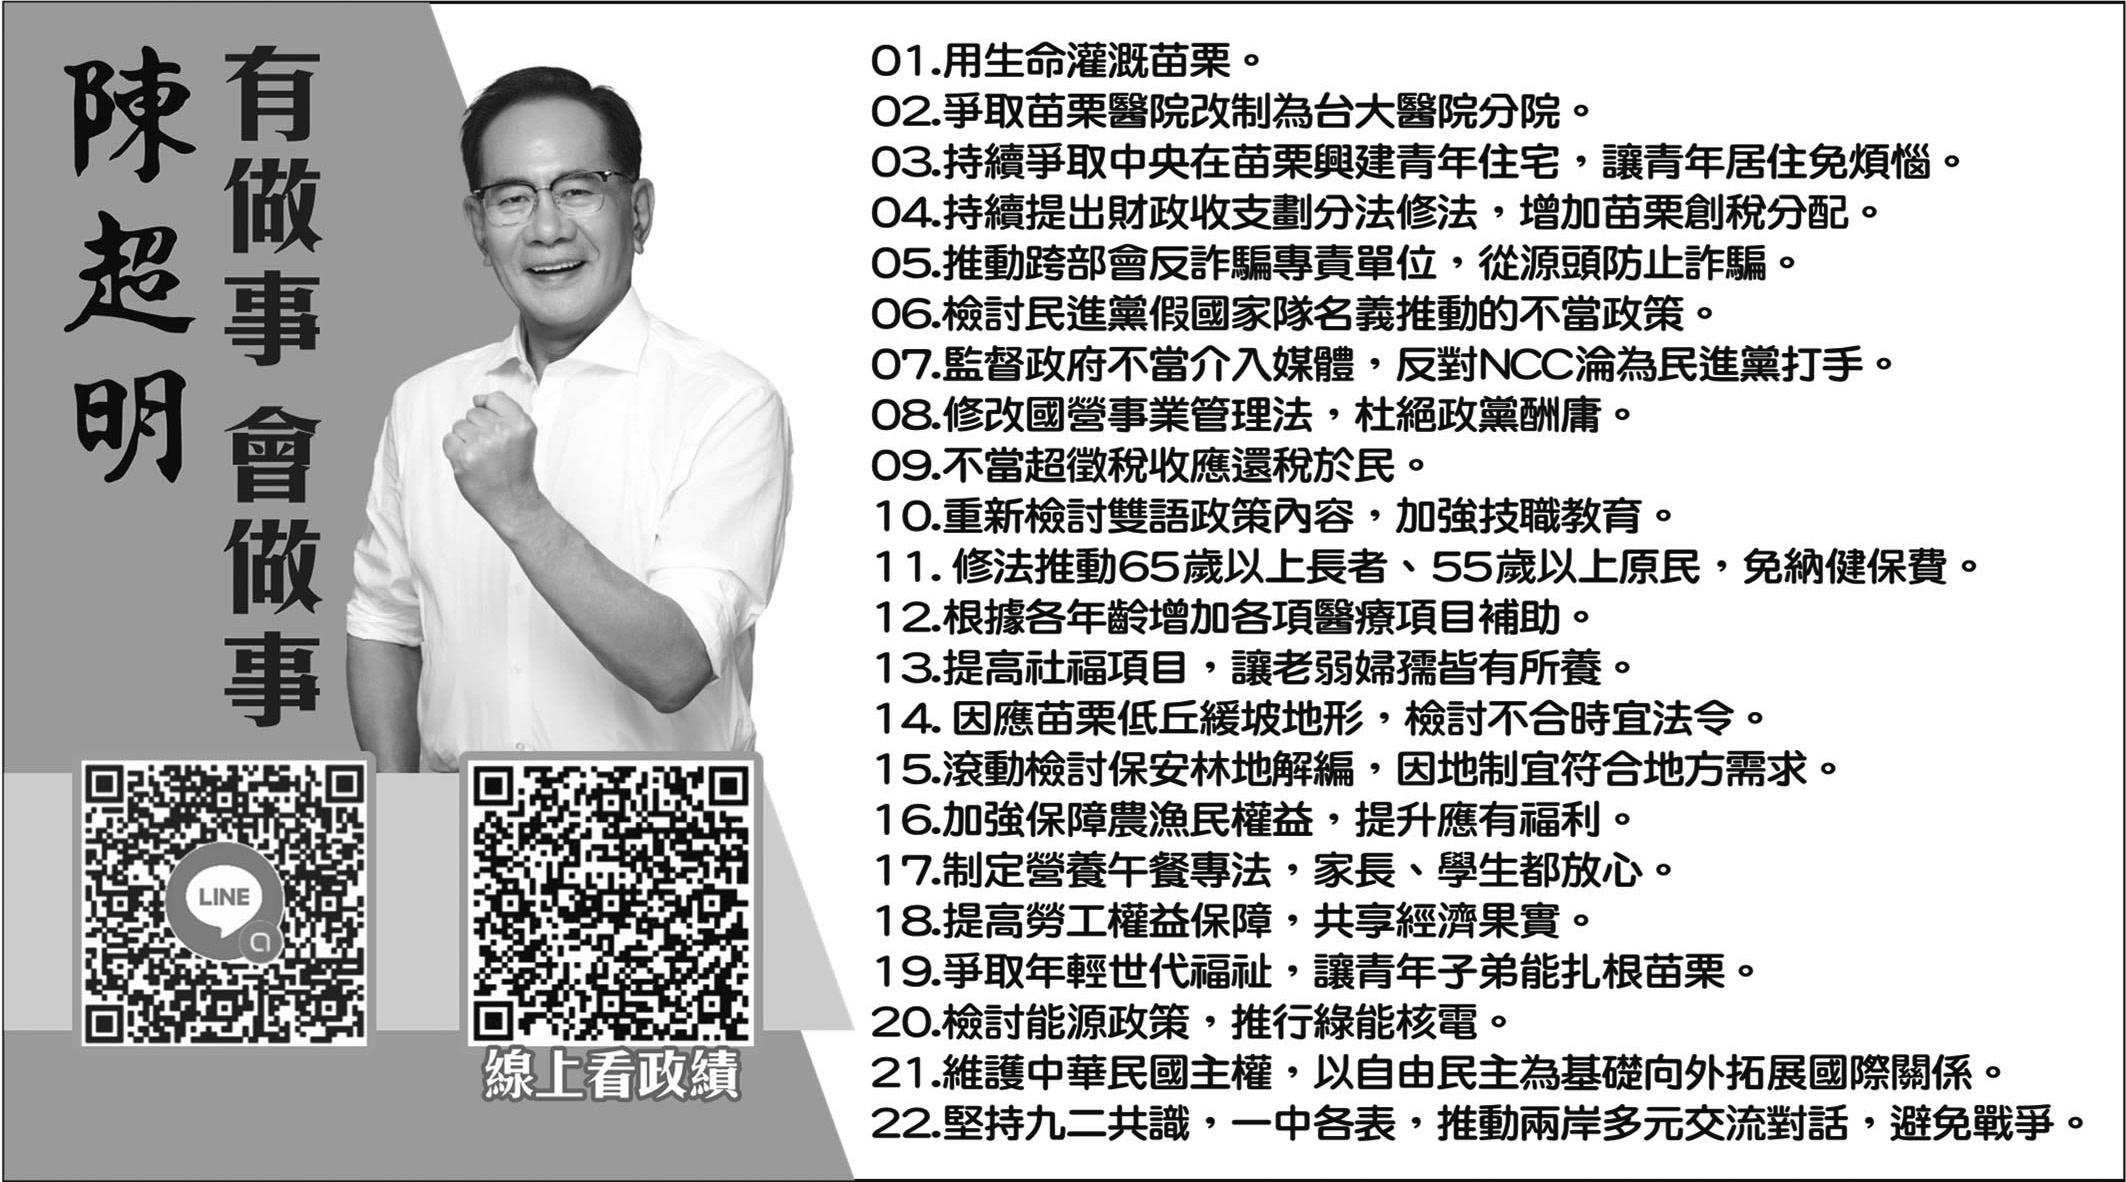 陳超明
有做事 會做事
LINE
線上看政績
01.用生命灌溉苗栗。
02.爭取苗栗醫院改制為台大醫院分院。
03.持續爭取中央在苗栗興建青年住宅，讓青年居住免煩惱。
04.持續提出財政收支劃分法修法，增加苗栗創稅分配。
05.推動跨部會反詐騙專責單位，從源頭防止詐騙。
06.檢討民進黨假國家隊名義推動的不當政策。
07.監督政府不當介入媒體，反對NCC淪為民進黨打手。
08.修改國營事業管理法，杜絕政黨酬庸。
09.不當超徵稅收應還稅於民。
10.重新檢討雙語政策內容，加強技職教育。
11. 修法推動65歲以上長者、55歲以上原民，免納健保費。
12.根據各年齡增加各項醫療項目補助。
13.提高社福項目，讓老弱婦孺皆有所養。
14. 因應苗栗低丘緩坡地形，檢討不合時宜法令。
15.滾動檢討保安林地解編，因地制宜符合地方需求。
16.加強保障農漁民權益，提升應有福利。
17.制定營養午餐專法，家長、學生都放心。
18.提高勞工權益保障，共享經濟果實。
19.爭取年輕世代福祉，讓青年子弟能扎根苗栗。
20.檢討能源政策，推行綠能核電。
21.維護中華民國主權，以自由民主為基礎向外拓展國際關係。
22.堅持九二共識，一中各表，推動兩岸多元交流對話，避免戰爭。